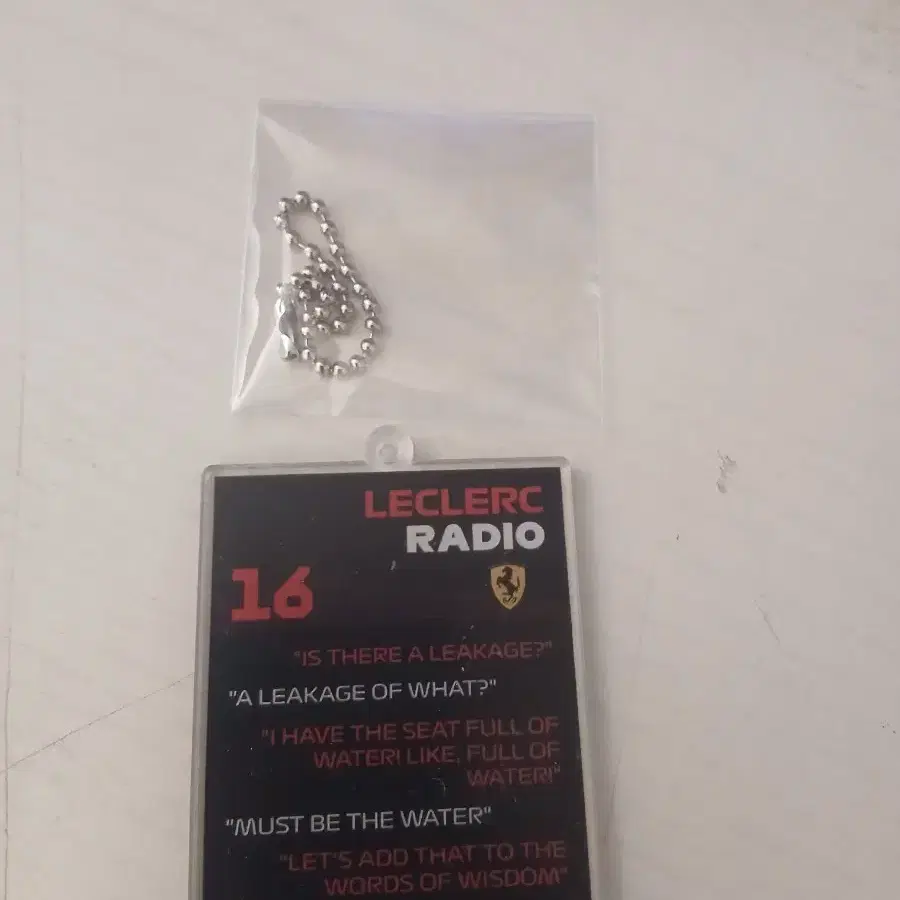 LECLERC
RADIO
16
"IS THERE A LEAKAGE?"
"A LEAKAGE OF WHAT?"
"I HAVE THE SEAT FULL OF
WATER! LIKE, FULL OF
WATER!"
"MUST BE THE WATER"
"LET'S ADD THAT TO THE
WORDS OF WISDOM"